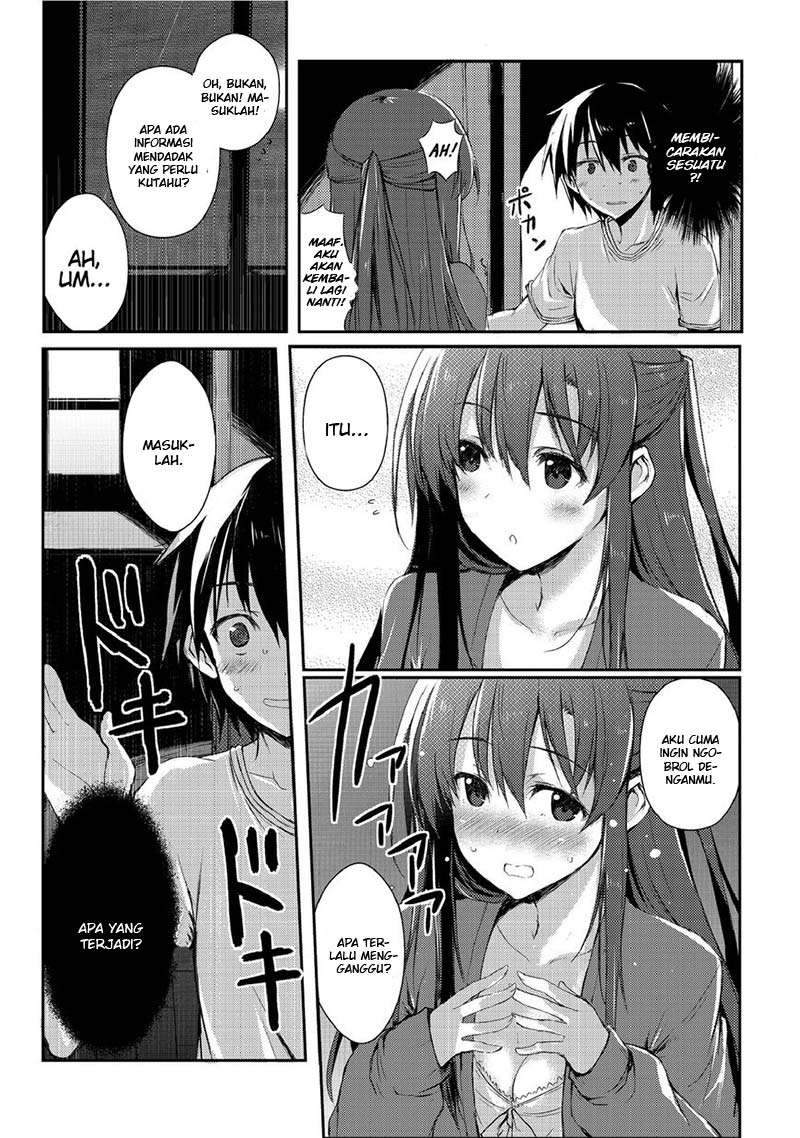 MEMBI-
CARAKAN
SESUATU
?!
ポカン
AH!
MAAF.
AKU
AKAN
KEMBA-
LI LAGI
NANTI!
OH, BUKAN,
BUKAN! MA-
SUKLAH.
APA ADA
INFORMASI
MENDADAK
YANG PERLU
KUTAHU?
AH,
UM...
ITU...
AKU CUMA
INGIN NGO-
BROL DE-
NGANMU.
カァァァァ
APA TER-
LALU MENG-
GANGGU?
MASUK-
LAH.
ドキ
ドキ
APA YANG
TERJADI?